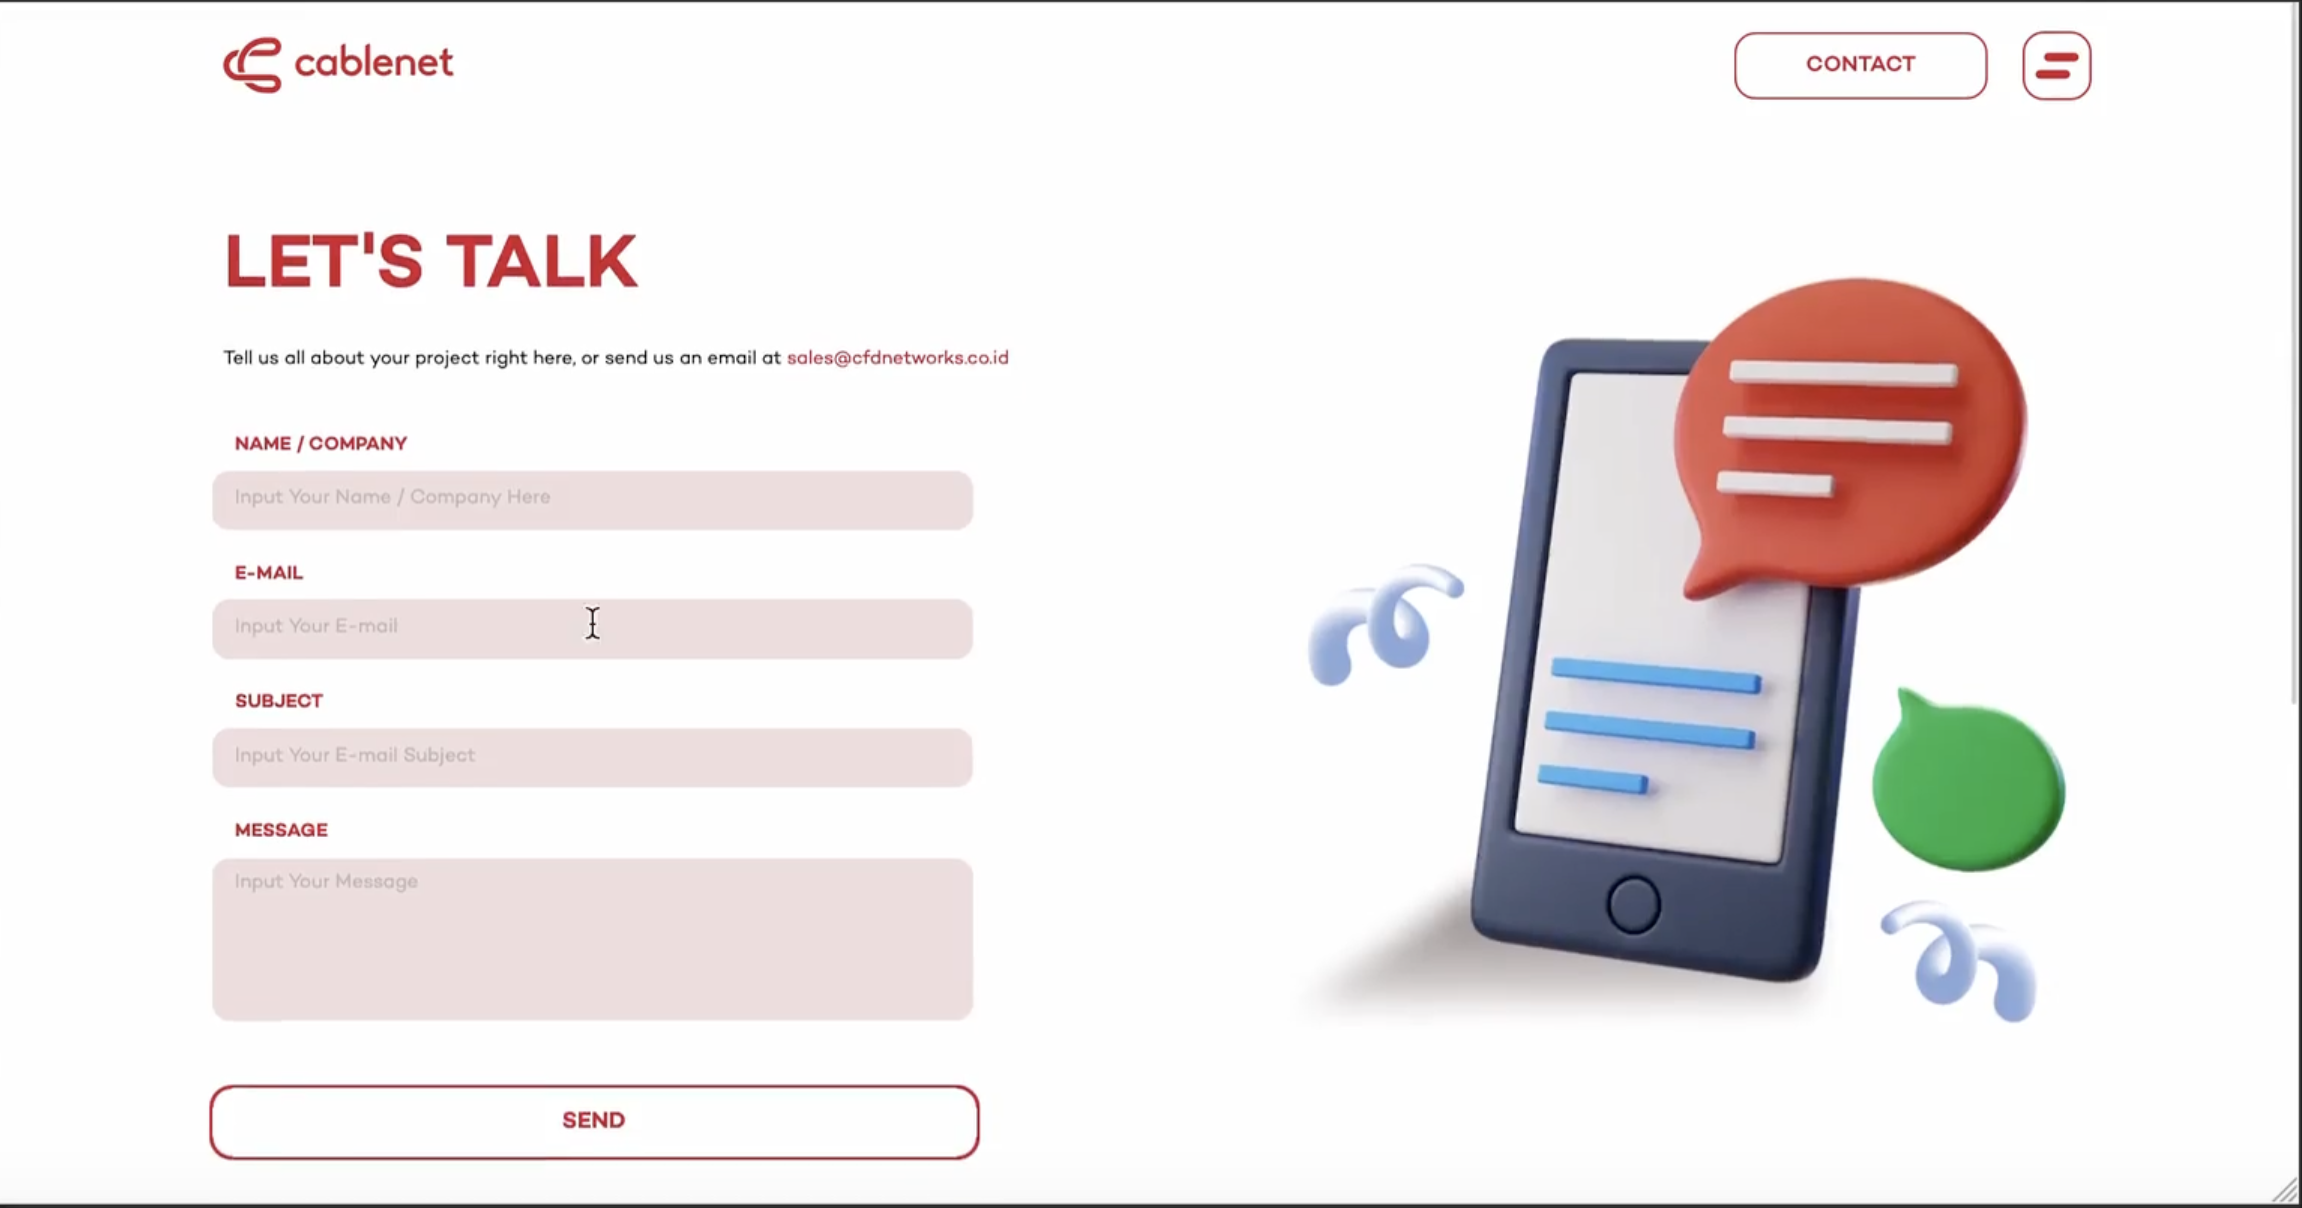 cablenet
CONTACT
LET'S TALK
Tell us all about your project right here, or send us an email at sales@cfdnetworks.co.id
NAME / COMPANY
Input Your Name / Company Here
E-MAIL
Input Your E-mail
SUBJECT
Input Your E-mail Subject
MESSAGE
Input Your Message
SEND